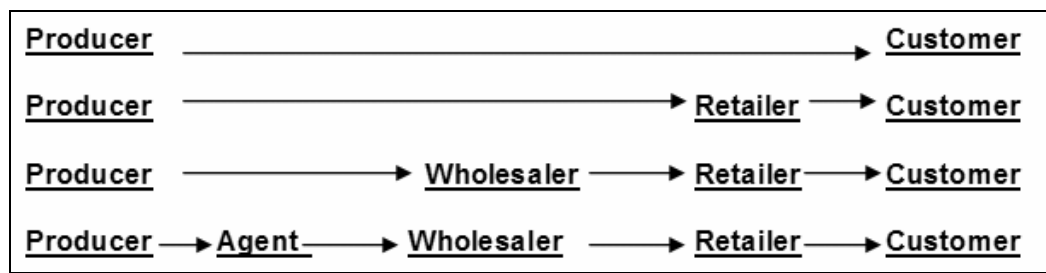 Producer Customer
Producer Retailer Customer
Producer Wholesaler Retailer Customer
Producer Agent Wholesaler Retailer Customer